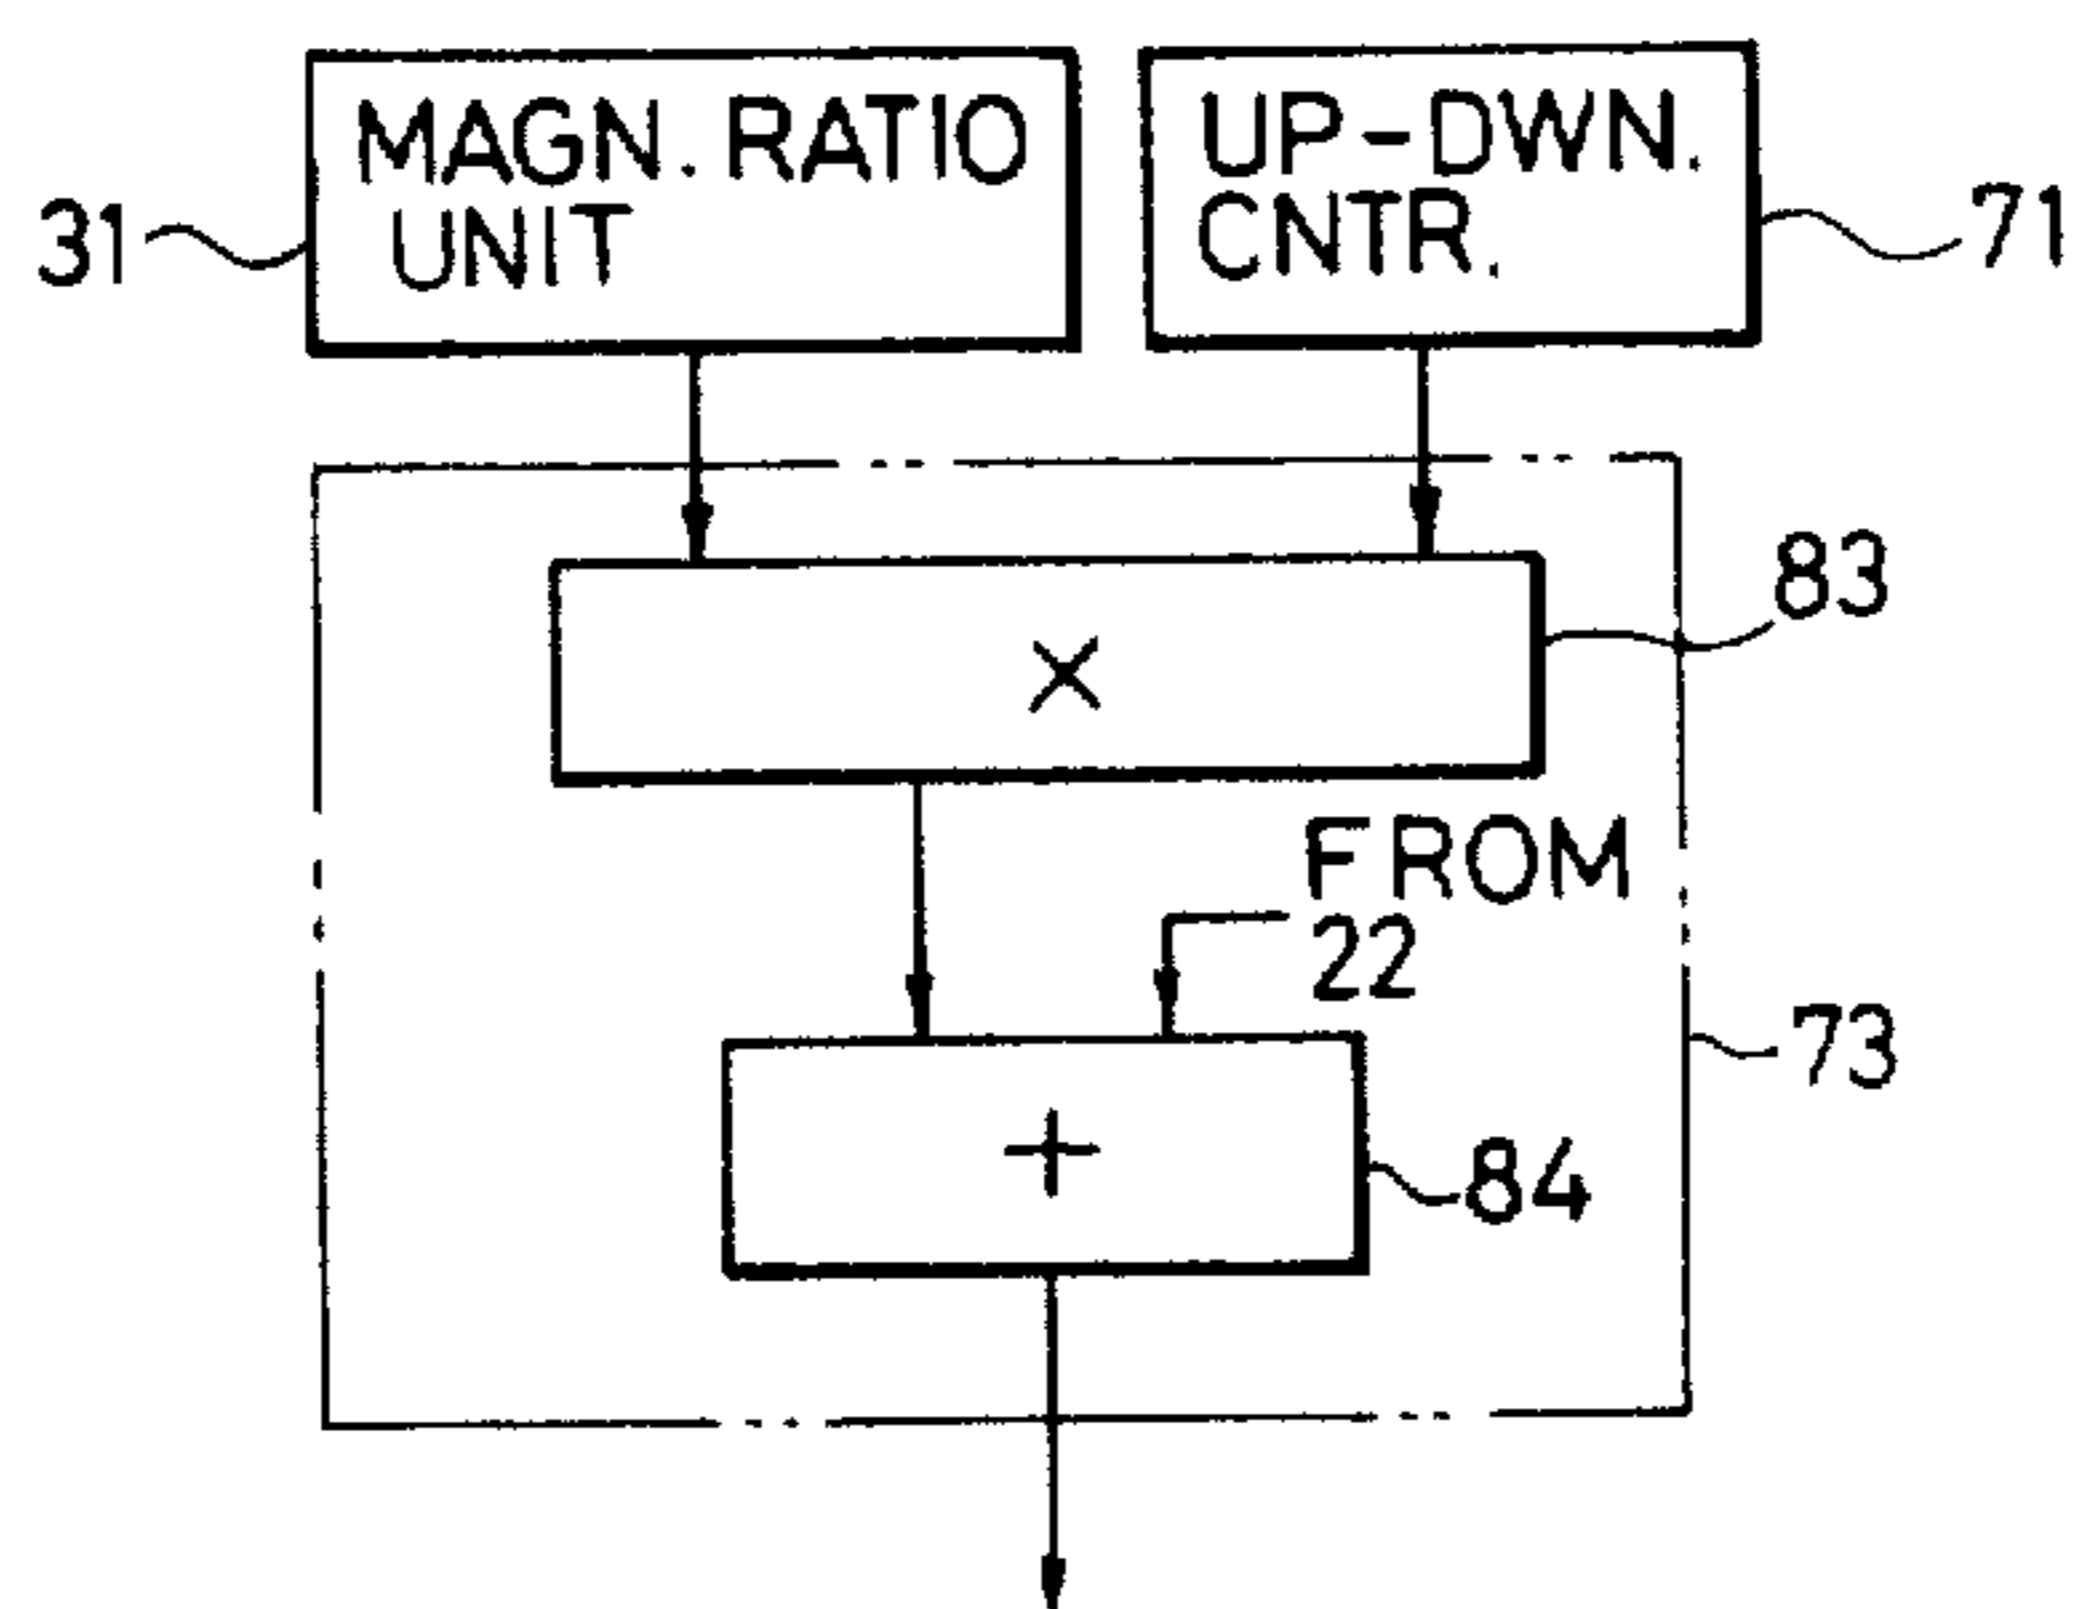 MAGN. RATIO
UNIT
UP-DWN.
CNTR.
31
71
×
83
FROM
22
73
+
84